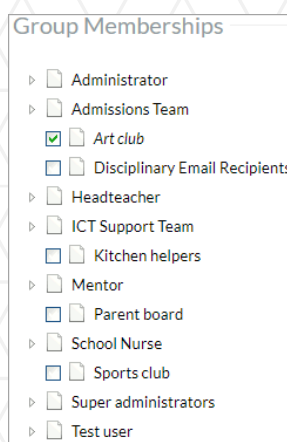 Group Memberships
Administrator
Admissions Team
Art club
Disciplinary Email Recipients
Headteacher
ICT Support Team
Kitchen helpers
Mentor
Parent board
School Nurse
Sports club
Super administrators
Test user